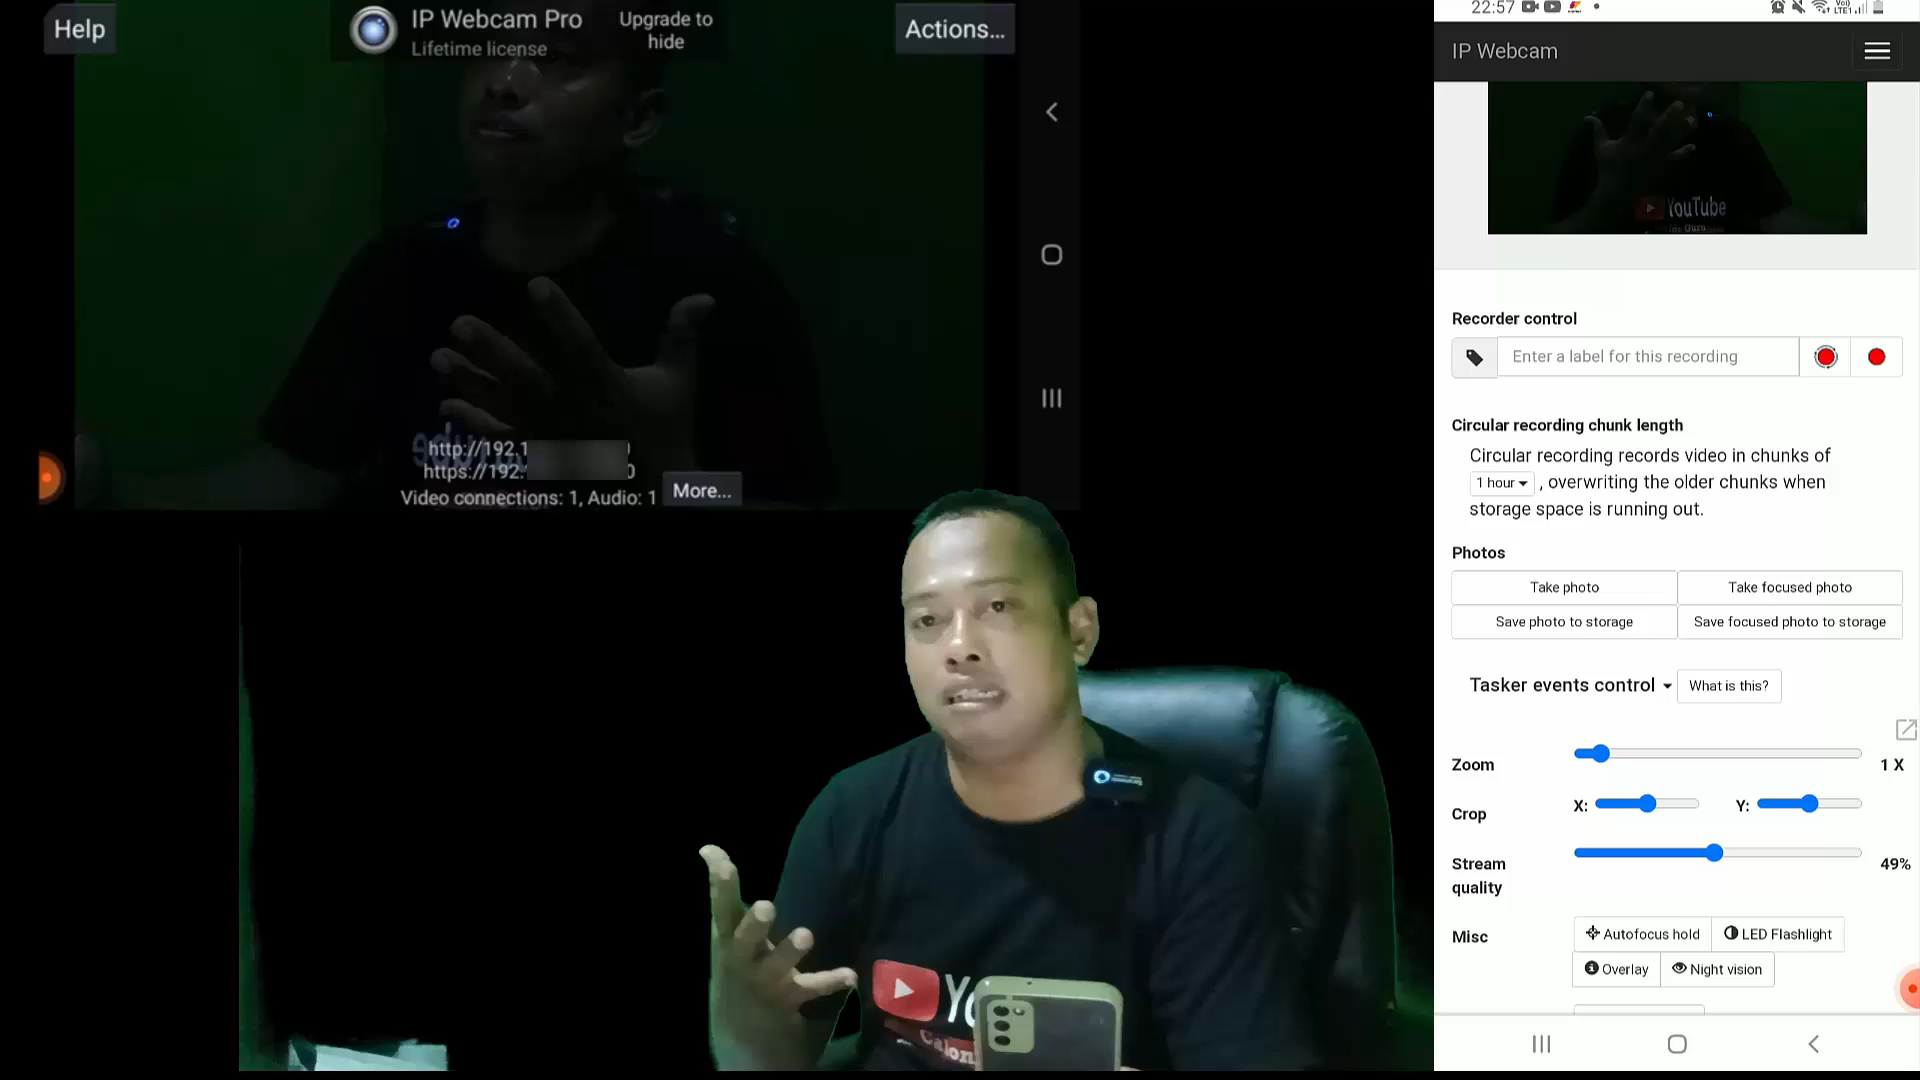 Help
IP Webcam Pro
Lifetime license
Upgrade to
hide
Actions...
http://192.1
https://192.
0
Video connections: 1, Audio: 1
More...
22:57
IP Webcam
YouTube
Recorder control
Enter a label for this recording
Circular recording chunk length
Circular recording records video in chunks of
1 hour , overwriting the older chunks when
storage space is running out.
Photos
Take photo
Take focused photo
Save photo to storage
Save focused photo to storage
Tasker events control
What is this?
Zoom
1 X
Crop
X:
Y:
Stream
quality
49%
Misc
Autofocus hold
LED Flashlight
Overlay
Night vision